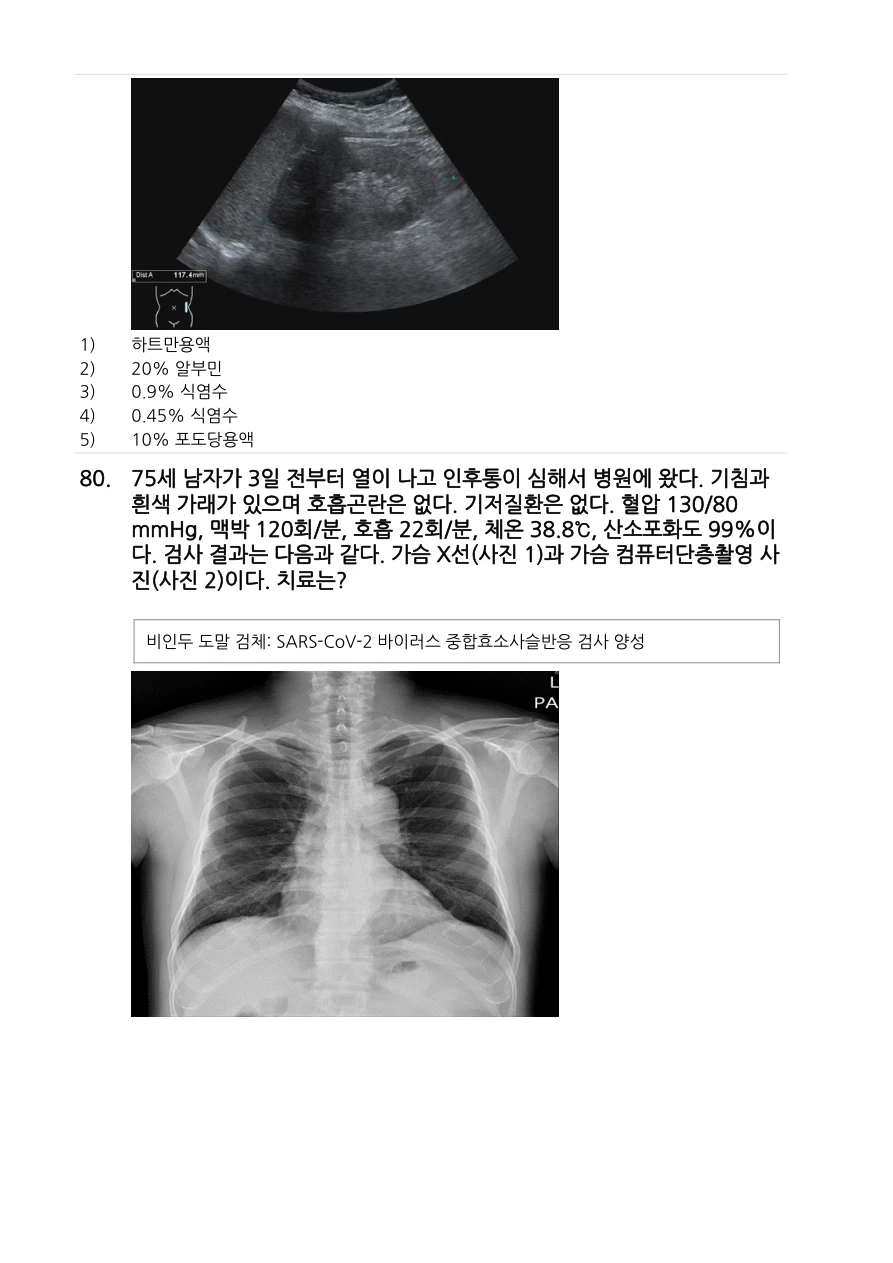 Dist A 117.4mm
1) 하트만용액
2) 20% 알부민
3) 0.9% 식염수
4) 0.45% 식염수
5) 10% 포도당용액
80. 75세 남자가 3일 전부터 열이 나고 인후통이 심해서 병원에 왔다. 기침과
흰색 가래가 있으며 호흡곤란은 없다. 기저질환은 없다. 혈압 130/80
mmHg, 맥박 120회/분, 호흡 22회/분, 체온 38.8℃, 산소포화도 99%이
다. 검사 결과는 다음과 같다. 가슴 X선(사진 1)과 가슴 컴퓨터단층촬영 사
진(사진 2)이다. 치료는?
비인두 도말 검체: SARS-CoV-2 바이러스 중합효소사슬반응 검사 양성
L
PA